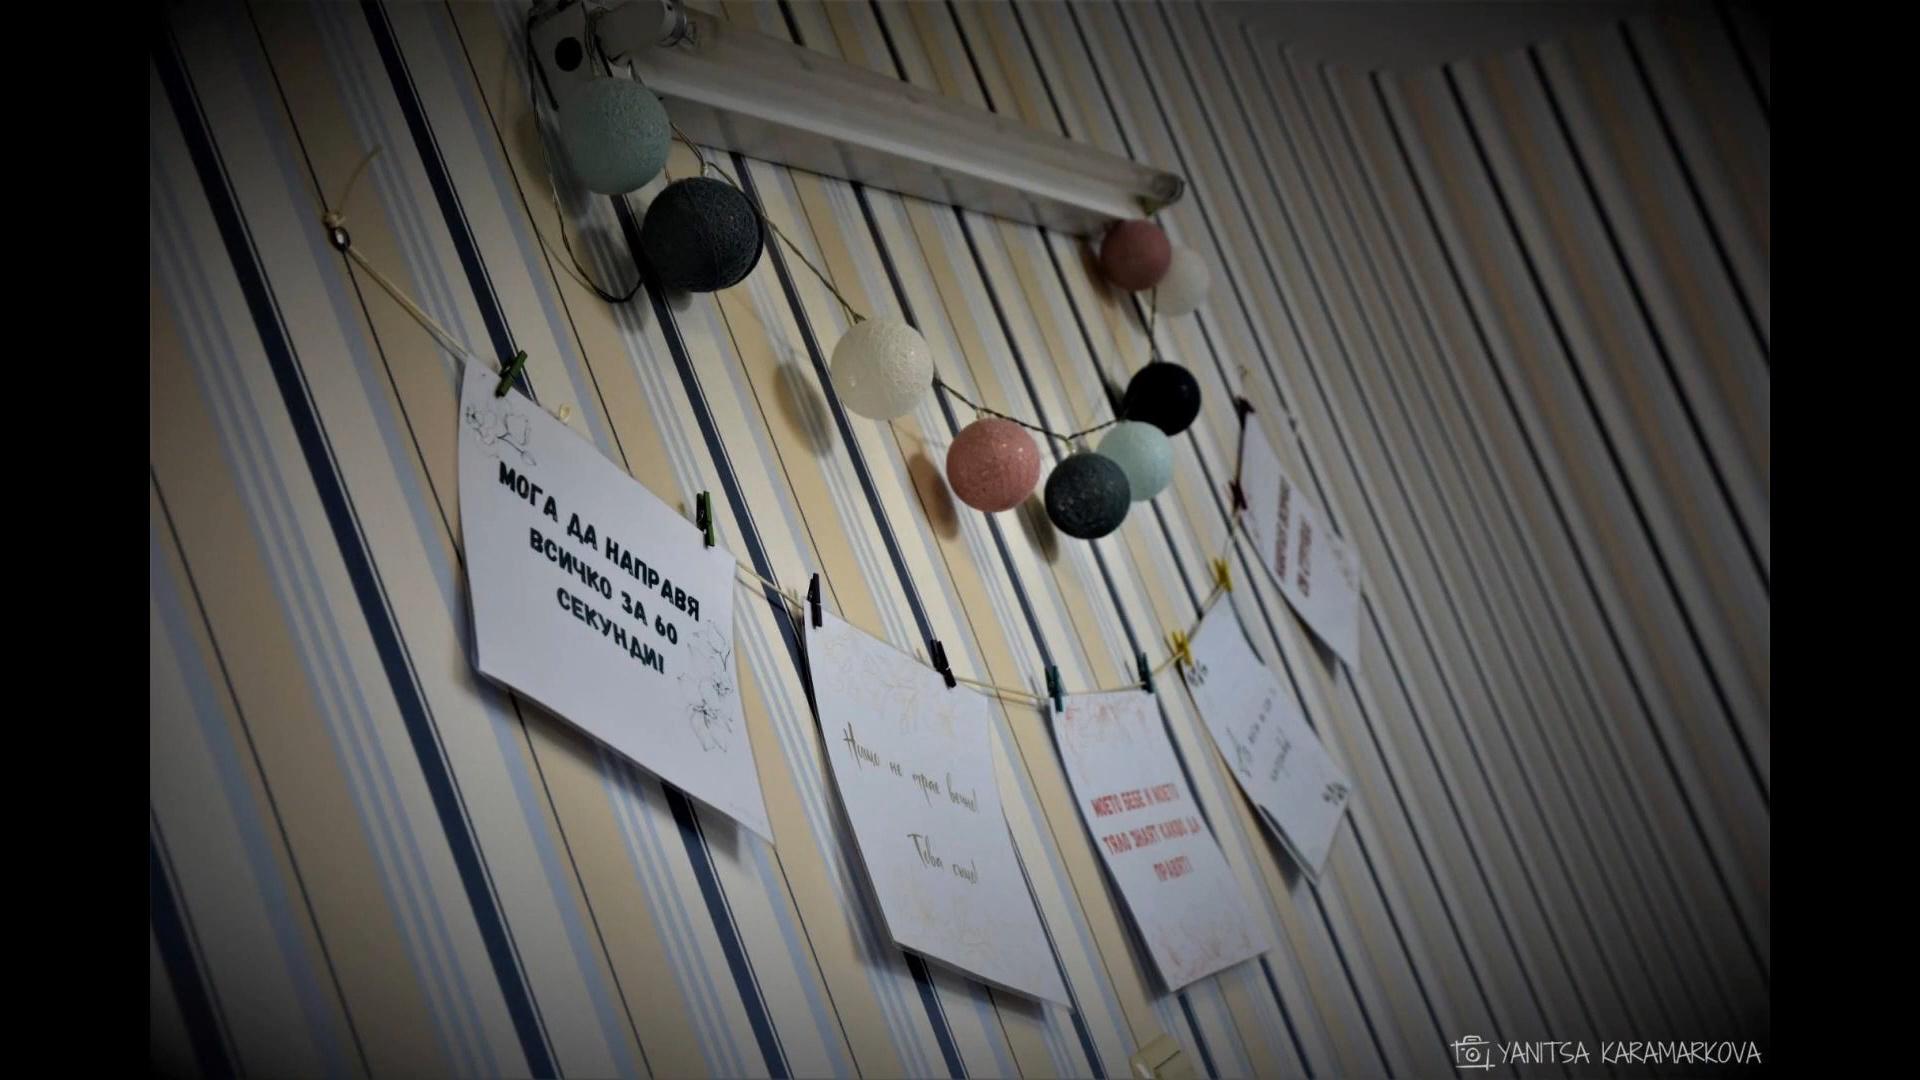 МОГА ДА НАПРАВЯ
ВСИЧКО ЗА 60
СЕКУНДИ!
Нищо не трае вечно!
Това също!
МОЕТО БЕБЕ И МОЕТО
ТЯЛО ЗНАЯТ КАКВО ДА
ПРАВЯТ!
YANITSA KARAMARKOVA